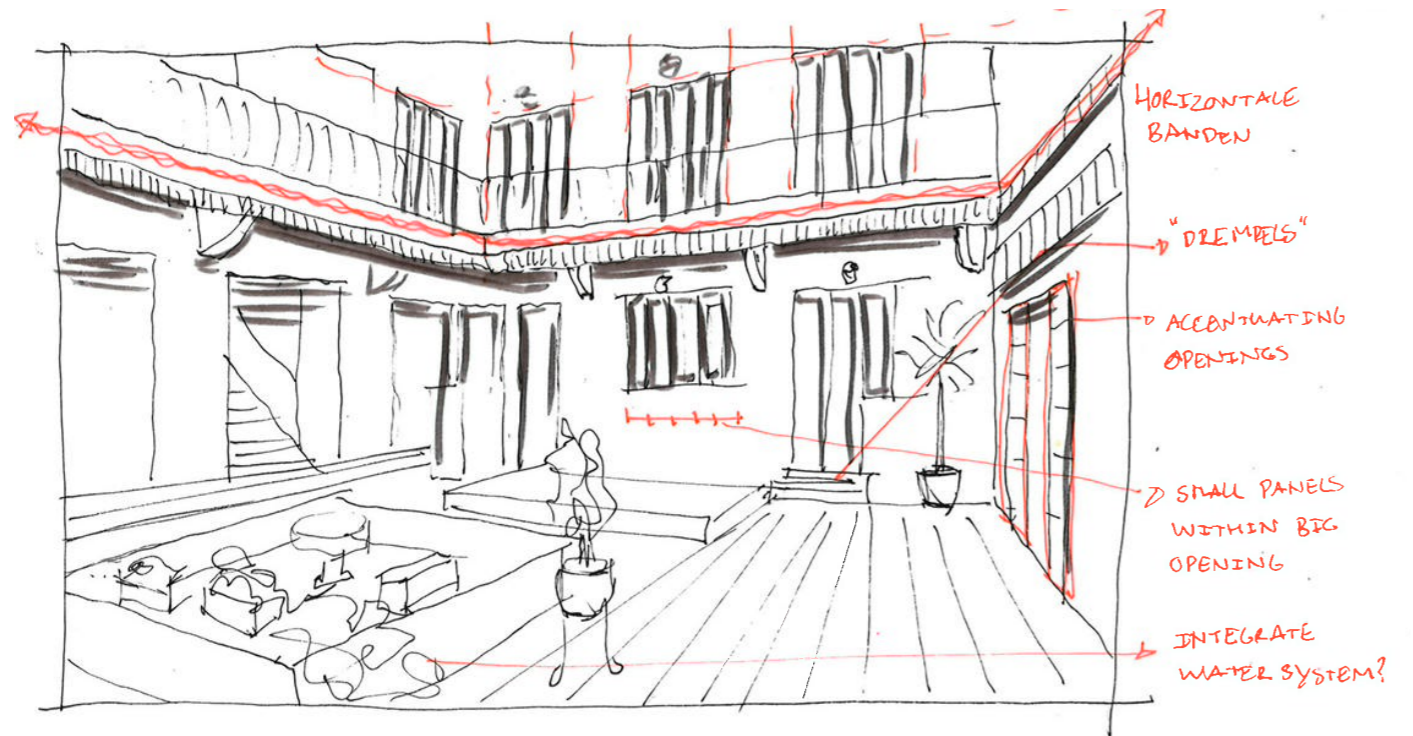 HORIZONTALE
BANDEN
"DREMPELS"
ACCENTUATING
OPENINGS
SMALL PANELS
WITHIN BIG
OPENING
INTEGRATE
WATER SYSTEM?